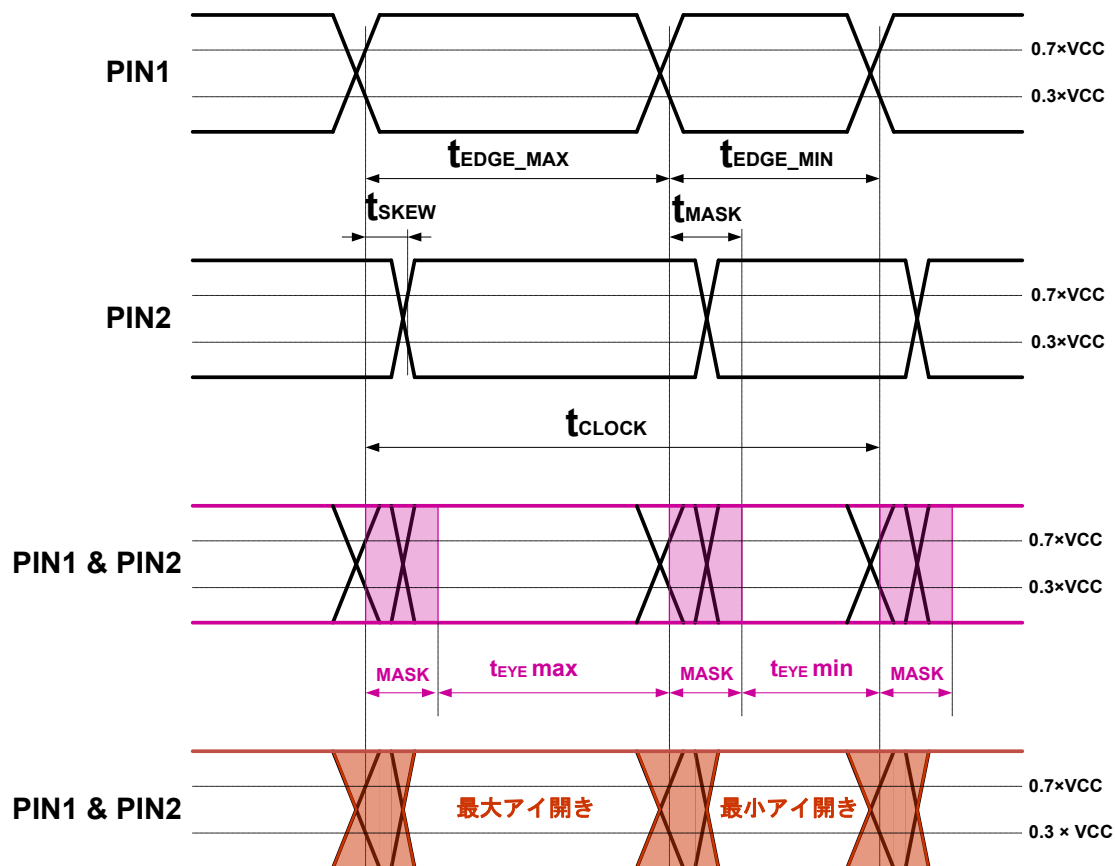 0.7×VCC
PIN1
0.3×VCC
tEDGE_MAX
tEDGE_MIN
tSKEW
tMASK
0.7×VCC
PIN2
0.3×VCC
tCLOCK
0.7×VCC
PIN1 & PIN2
0.3×VCC
MASK
tEYE max
MASK
tEYE min
MASK
0.7×VCC
PIN1 & PIN2
最大アイ開き
最小アイ開き
0.3 × VCC